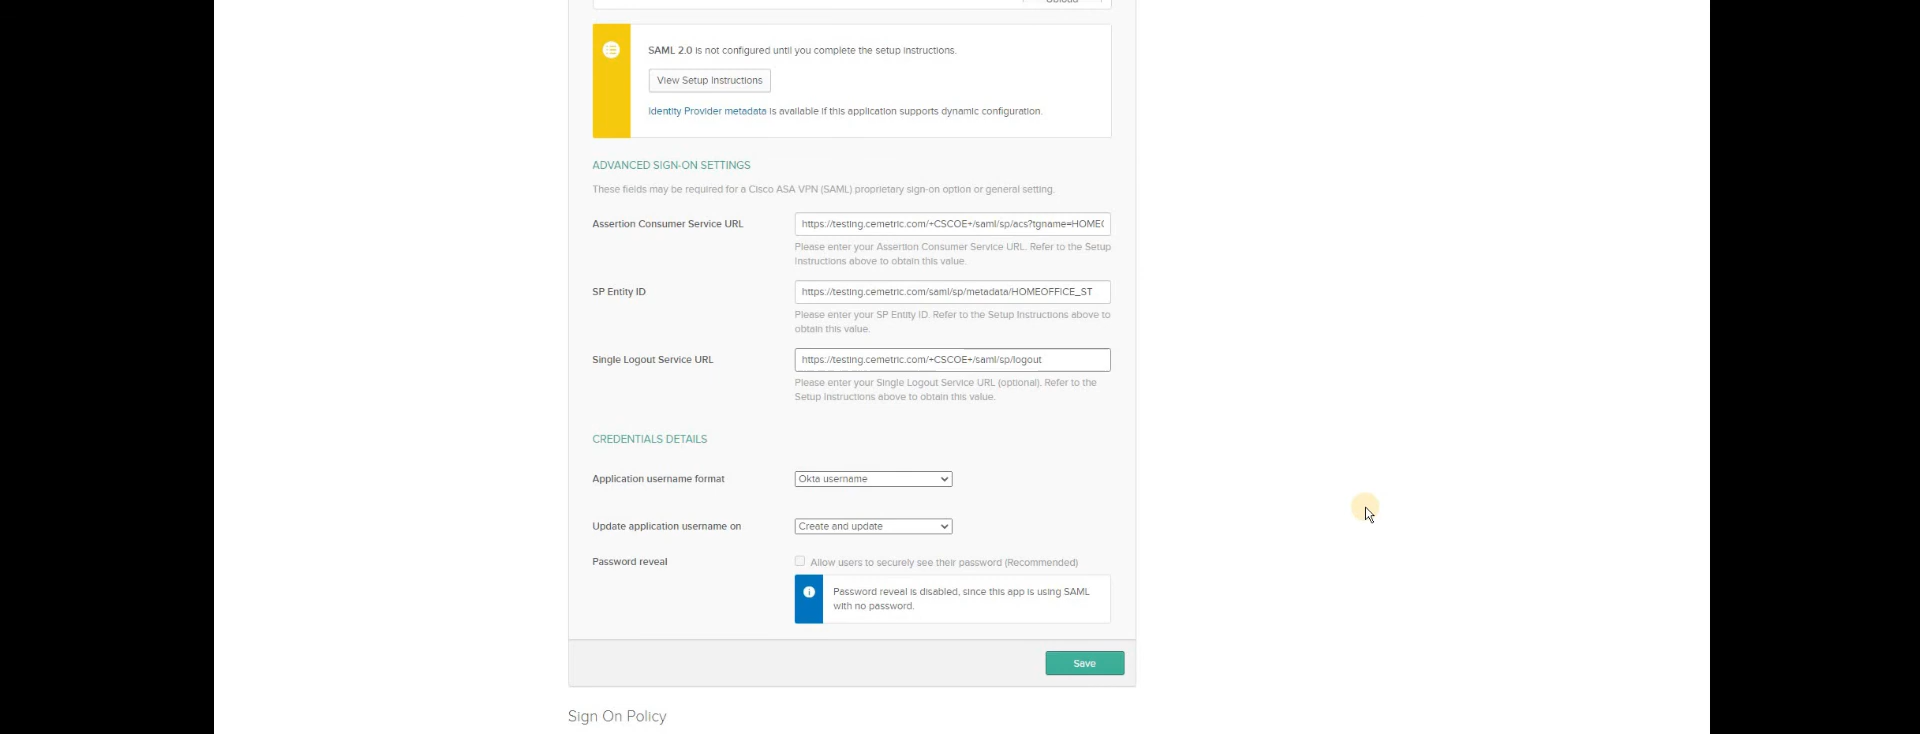 Upload
SAML 2.0 is not configured until you complete the setup instructions.
View Setup Instructions
Identity Provider metadata is available if this application supports dynamic configuration.
ADVANCED SIGN-ON SETTINGS
These fields may be required for a Cisco ASA VPN (SAML) proprietary sign-on option or general setting.
Assertion Consumer Service URL
https://testing.cemetric.com/+CSCOE+/saml/sp/acs?tgname=HOME
Please enter your Assertion Consumer Service URL. Refer to the Setup
Instructions above to obtain this value.
SP Entity ID
https://testing.cemetric.com/saml/sp/metadata/HOMEOFFICE_ST
Please enter your SP Entity ID. Refer to the Setup Instructions above to
obtain this value.
Single Logout Service URL
https://testing.cemetric.com/+CSCOE+/saml/sp/logout
Please enter your Single Logout Service URL (optional). Refer to the
Setup Instructions above to obtain this value.
CREDENTIALS DETAILS
Application username format
Okta username
Update application username on
Create and update
Password reveal
Allow users to securely see their password (Recommended)
Password reveal is disabled, since this app is using SAML
with no password.
Save
Sign On Policy